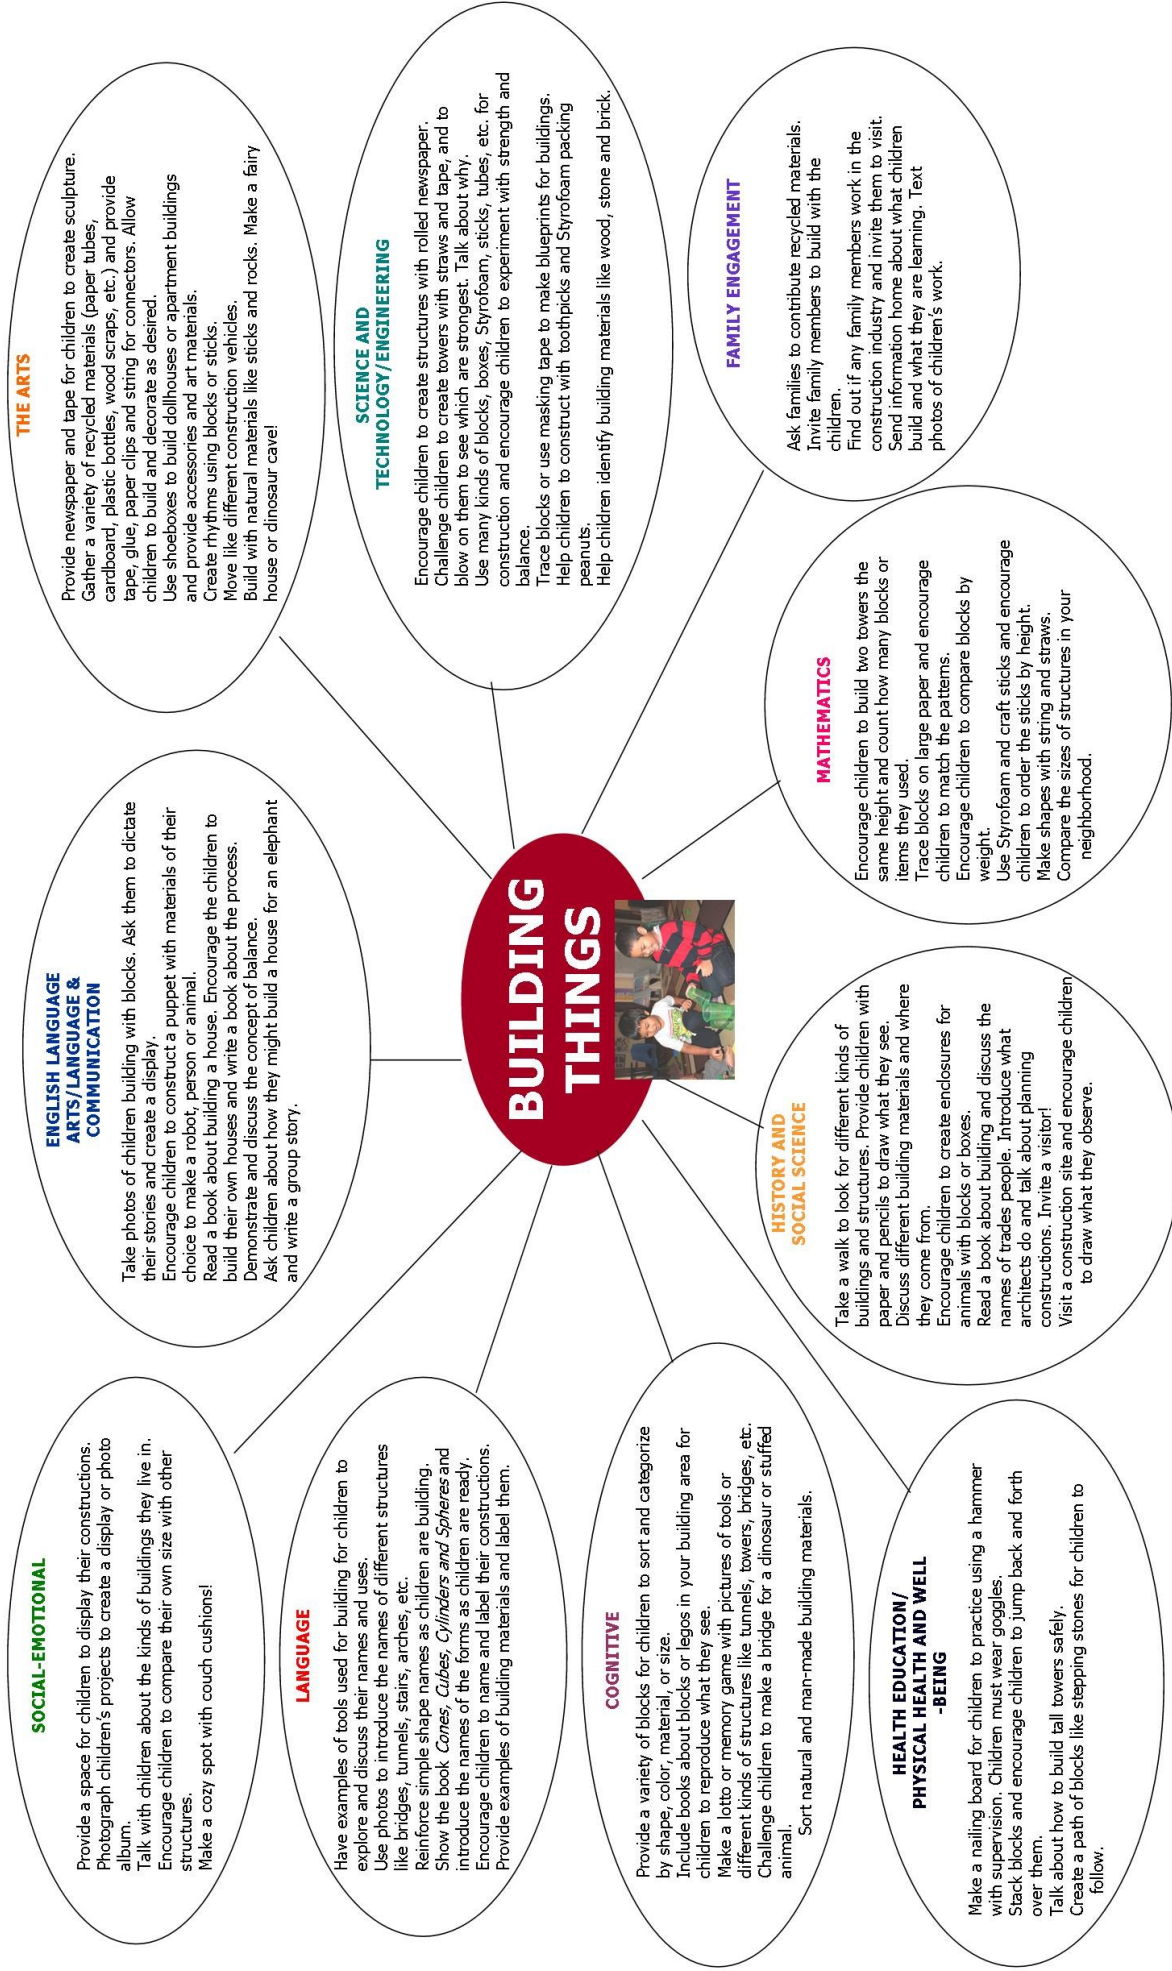 SOCIAL-EMOTIONAL
Provide a space for children to display their constructions.
Photograph children's projects to create a display or photo
album.
Talk with children about the kinds of buildings they live in.
Encourage children to compare their own size with other
structures.
Make a cozy spot with couch cushions!
ENGLISH LANGUAGE
ARTS/LANGUAGE &
COMMUNICATION
Take photos of children building with blocks. Ask them to dictate
their stories and create a display.
Encourage children to construct a puppet with materials of their
choice to make a robot, person or animal.
Read a book about building a house. Encourage the children to
build their own houses and write a book about the process.
Demonstrate and discuss the concept of balance.
Ask children about how they might build a house for an elephant
and write a group story.
THE ARTS
Provide newspaper and tape for children to create sculpture.
Gather a variety of recycled materials (paper tubes,
cardboard, plastic bottles, wood scraps, etc.) and provide
tape, glue, paper clips and string for connectors. Allow
children to build and decorate as desired.
Use shoeboxes to build dollhouses or apartment buildings
and provide accessories and art materials.
Create rhythms using blocks or sticks.
Move like different construction vehicles.
Build with natural materials like sticks and rocks. Make a fairy
house or dinosaur cave!
LANGUAGE
Have examples of tools used for building for children to
explore and discuss their names and uses.
Use photos to introduce the names of different structures
like bridges, tunnels, stairs, arches, etc.
Reinforce simple shape names as children are building.
Show the book Cones, Cubes, Cylinders and Spheres and
introduce the names of the forms as children are ready.
Encourage children to name and label their constructions.
Provide examples of building materials and label them.
BUILDING
THINGS
SCIENCE AND
TECHNOLOGY/ENGINEERING
Encourage children to create structures with rolled newspaper.
Challenge children to create towers with straws and tape, and to
blow on them to see which are strongest. Talk about why.
Use many kinds of blocks, boxes, Styrofoam, sticks, tubes, etc. for
construction and encourage children to experiment with strength and
balance.
Trace blocks or use masking tape to make blueprints for buildings.
Help children to construct with toothpicks and Styrofoam packing
peanuts.
Help children identify building materials like wood, stone and brick.
COGNITIVE
Provide a variety of blocks for children to sort and categorize
by shape, color, material, or size.
Include books about blocks or legos in your building area for
children to reproduce what they see.
Make a lotto or memory game with pictures of tools or
different kinds of structures like tunnels, towers, bridges, etc.
Challenge children to make a bridge for a dinosaur or stuffed
animal.
Sort natural and man-made building materials.
FAMILY ENGAGEMENT
Ask families to contribute recycled materials.
Invite family members to build with the
children.
Find out if any family members work in the
construction industry and invite them to visit.
Send information home about what children
build and what they are learning. Text
photos of children's work.
HEALTH EDUCATION/
PHYSICAL HEALTH AND WELL
-BEING
Make a nailing board for children to practice using a hammer
with supervision. Children must wear goggles.
Stack blocks and encourage children to jump back and forth
over them.
Talk about how to build tall towers safely.
Create a path of blocks like stepping stones for children to
follow.
HISTORY AND
SOCIAL SCIENCE
Take a walk to look for different kinds of
buildings and structures. Provide children with
paper and pencils to draw what they see.
Discuss different building materials and where
they come from.
Encourage children to create enclosures for
animals with blocks or boxes.
Read a book about building and discuss the
names of trades people. Introduce what
architects do and talk about planning
constructions. Invite a visitor!
Visit a construction site and encourage children
to draw what they observe.
MATHEMATICS
Encourage children to build two towers the
same height and count how many blocks or
items they used.
Trace blocks on large paper and encourage
children to match the patterns.
Encourage children to compare blocks by
weight.
Use Styrofoam and craft sticks and encourage
children to order the sticks by height.
Make shapes with string and straws.
Compare the sizes of structures in your
neighborhood.